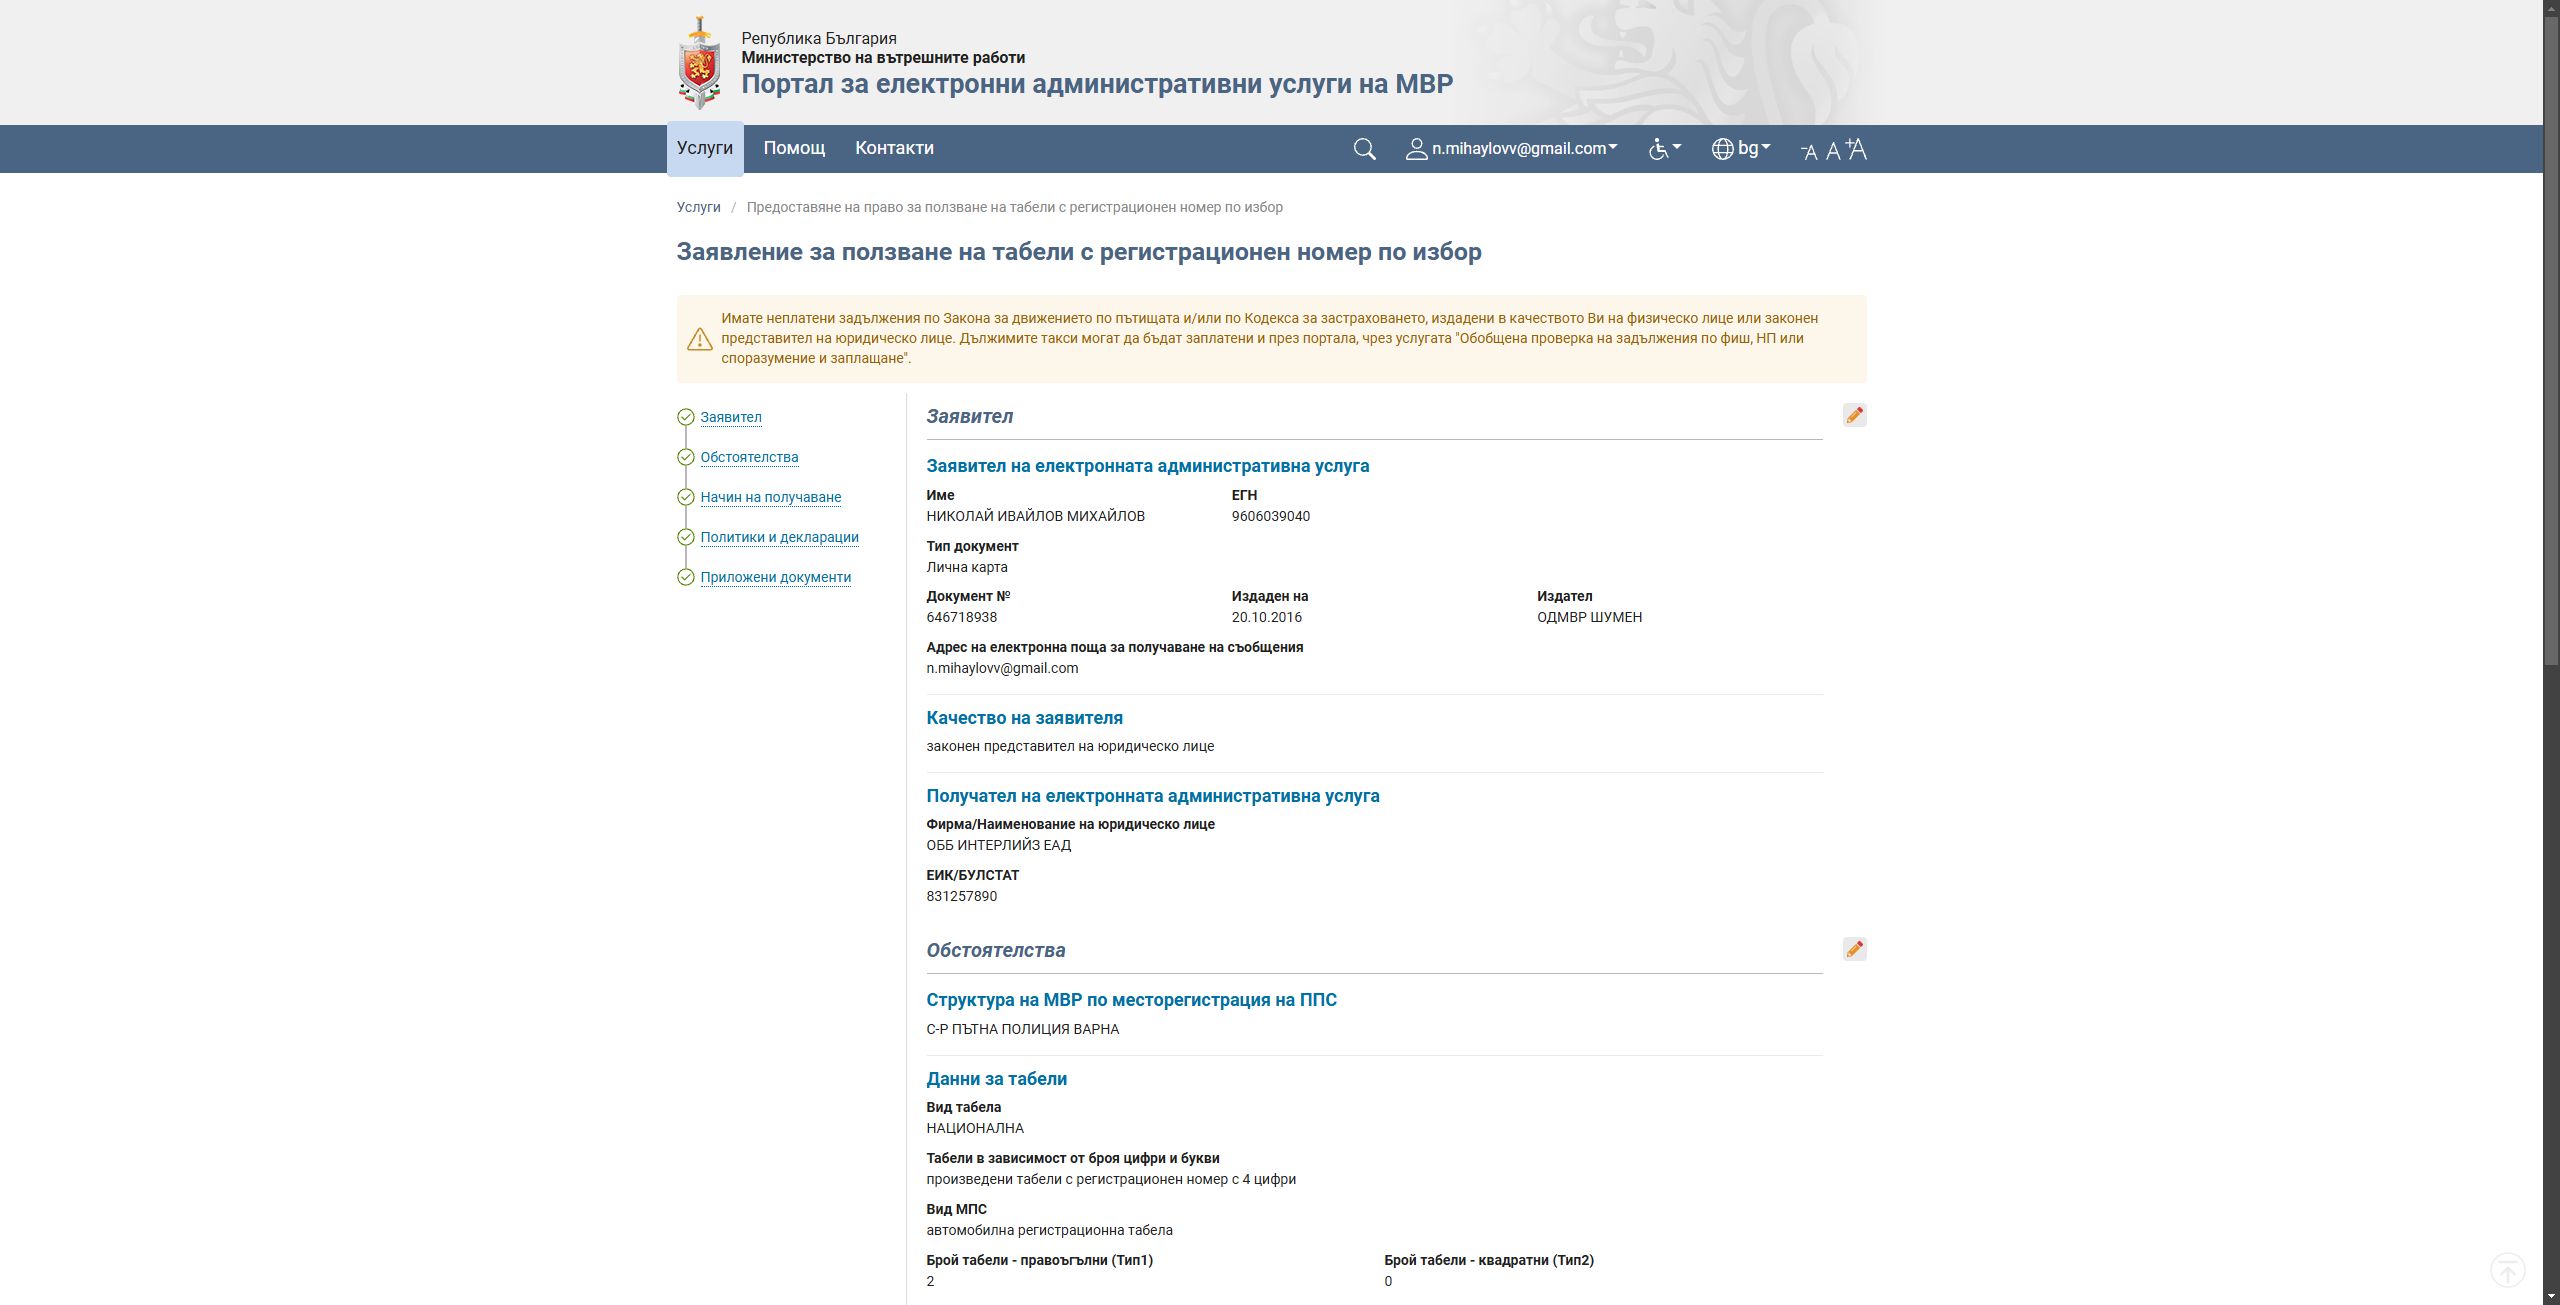 Република България
Министерство на вътрешните работи
Портал за електронни административни услуги на МВР
Услуги Помощ Контакти n.mihaylovv@gmail.com bg -A A +A
Услуги / Предоставяне на право за ползване на табели с регистрационен номер по избор
Заявление за ползване на табели с регистрационен номер по избор
Имате неплатени задължения по Закона за движението по пътищата и/или по Кодекса за застраховането, издадени в качеството Ви на физическо лице или законен
представител на юридическо лице. Дължимите такси могат да бъдат заплатени и през портала, чрез услугата "Обобщена проверка на задължения по фиш, НП или
споразумение и заплащане".
Заявител
Обстоятелства
Начин на получаване
Политики и декларации
Приложени документи
Заявител
Заявител на електронната административна услуга
Име ЕГН
НИКОЛАЙ ИВАЙЛОВ МИХАЙЛОВ 9606039040
Тип документ
Лична карта
Документ № Издаден на Издател
646718938 20.10.2016 ОДМВР ШУМЕН
Адрес на електронна поща за получаване на съобщения
n.mihaylovv@gmail.com
Качество на заявителя
законен представител на юридическо лице
Получател на електронната административна услуга
Фирма/Наименование на юридическо лице
ОББ ИНТЕРЛИЙЗ ЕАД
ЕИК/БУЛСТАТ
831257890
Обстоятелства
Структура на МВР по месторегистрация на ППС
С-Р ПЪТНА ПОЛИЦИЯ ВАРНА
Данни за табели
Вид табела
НАЦИОНАЛНА
Табели в зависимост от броя цифри и букви
произведени табели с регистрационен номер с 4 цифри
Вид МПС
автомобилна регистрационна табела
Брой табели - правоъгълни (Тип1) Брой табели - квадратни (Тип2)
2 0